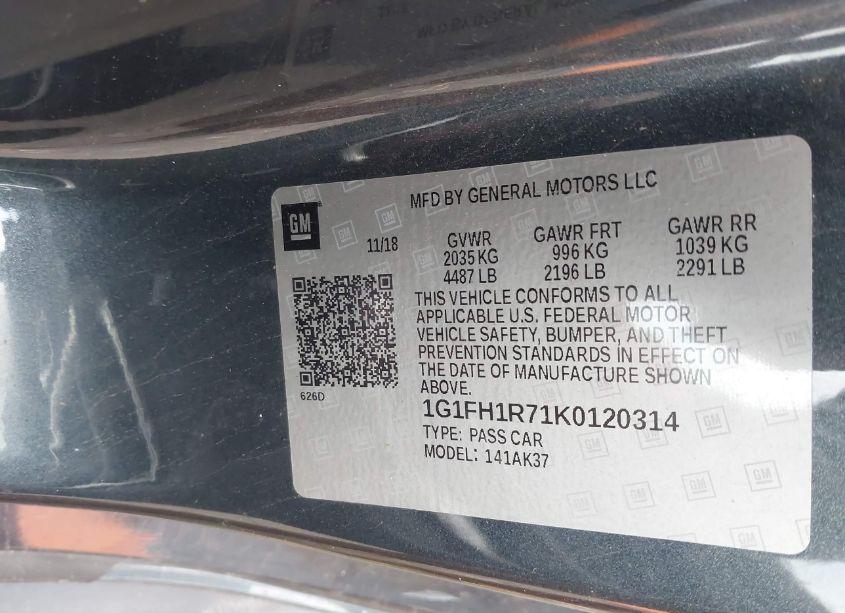 MFD BY GENERAL MOTORS LLC
GM
11/18
GVWR
2035 KG
4487 LB
GAWR FRT
996 KG
2196 LB
GAWR RR
1039 KG
2291 LB
THIS VEHICLE CONFORMS TO ALL
APPLICABLE U.S. FEDERAL MOTOR
VEHICLE SAFETY, BUMPER, AND THEFT
PREVENTION STANDARDS IN EFFECT ON
THE DATE OF MANUFACTURE SHOWN
ABOVE.
626D
1G1FH1R71K0120314
TYPE: PASS CAR
MODEL: 141AK37